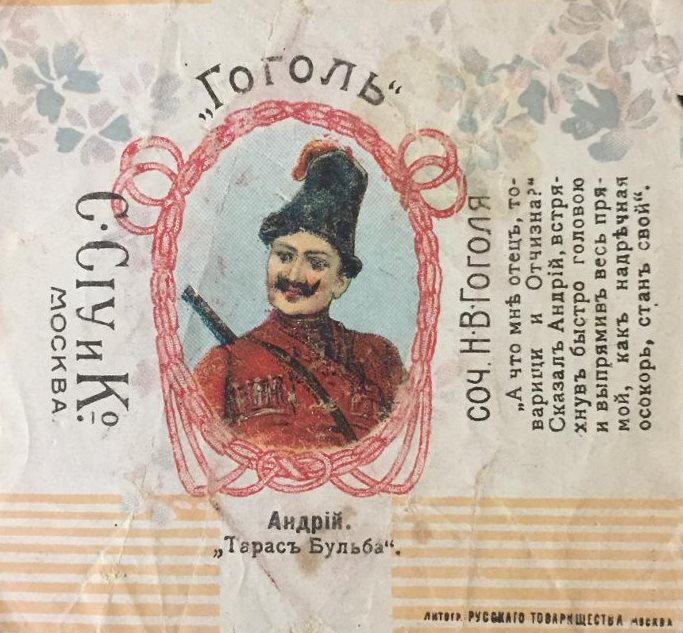 „Гоголь“
С. Сіу и Ко.
МОСКВА.
Андрій.
„Тарасъ Бульба“.
СОЧ. Н·В·ГОГОЛЯ
„А что мнѣ отецъ, то-
варищи и Отчизна?“
Сказалъ Андрій, встря-
хнувъ быстро головою
и выпрямивъ весь пря-
мой, какъ надрѣчная
осокорь, станъ свой“.
ЛИТОГР. РУССКАГО ТОВАРИЩЕСТВА МОСКВА